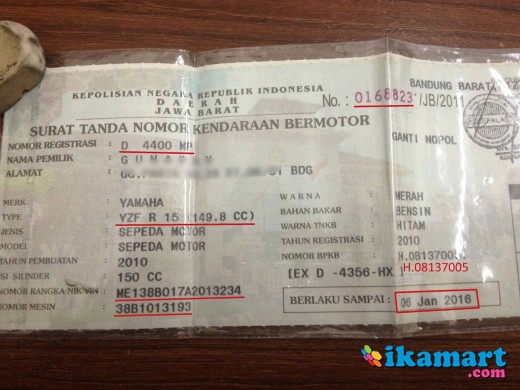 KEPOLISIAN NEGARA REPUBLIK INDONESIA
DAERAH
JAWA BARAT
BANDUNG BARAT
No. : 0168823 /JB/2011
SURAT TANDA NOMOR KENDARAAN BERMOTOR
NOMOR REGISTRASI : D 4400 MP
GANTI NOPOL
NAMA PEMILIK :
ALAMAT : BDG
MERK : YAMAHA
TYPE : YZF R 15 (149.8 CC)
JENIS : SEPEDA MOTOR
MODEL : SEPEDA MOTOR
TAHUN PEMBUATAN : 2010
SI SILINDER : 150 CC
NOMOR RANGKA/NIK/VIN : ME138B017A2013234
NOMOR MESIN : 38B1013193
WARNA : MERAH
BAHAN BAKAR : BENSIN
WARNA TNKB : HITAM
TAHUN REGISTRASI : 2010
NOMOR BPKB : H.08137005
[EX D -4356-HX
H.08137005
BERLAKU SAMPAI : 06 Jan 2016
ikamart.com